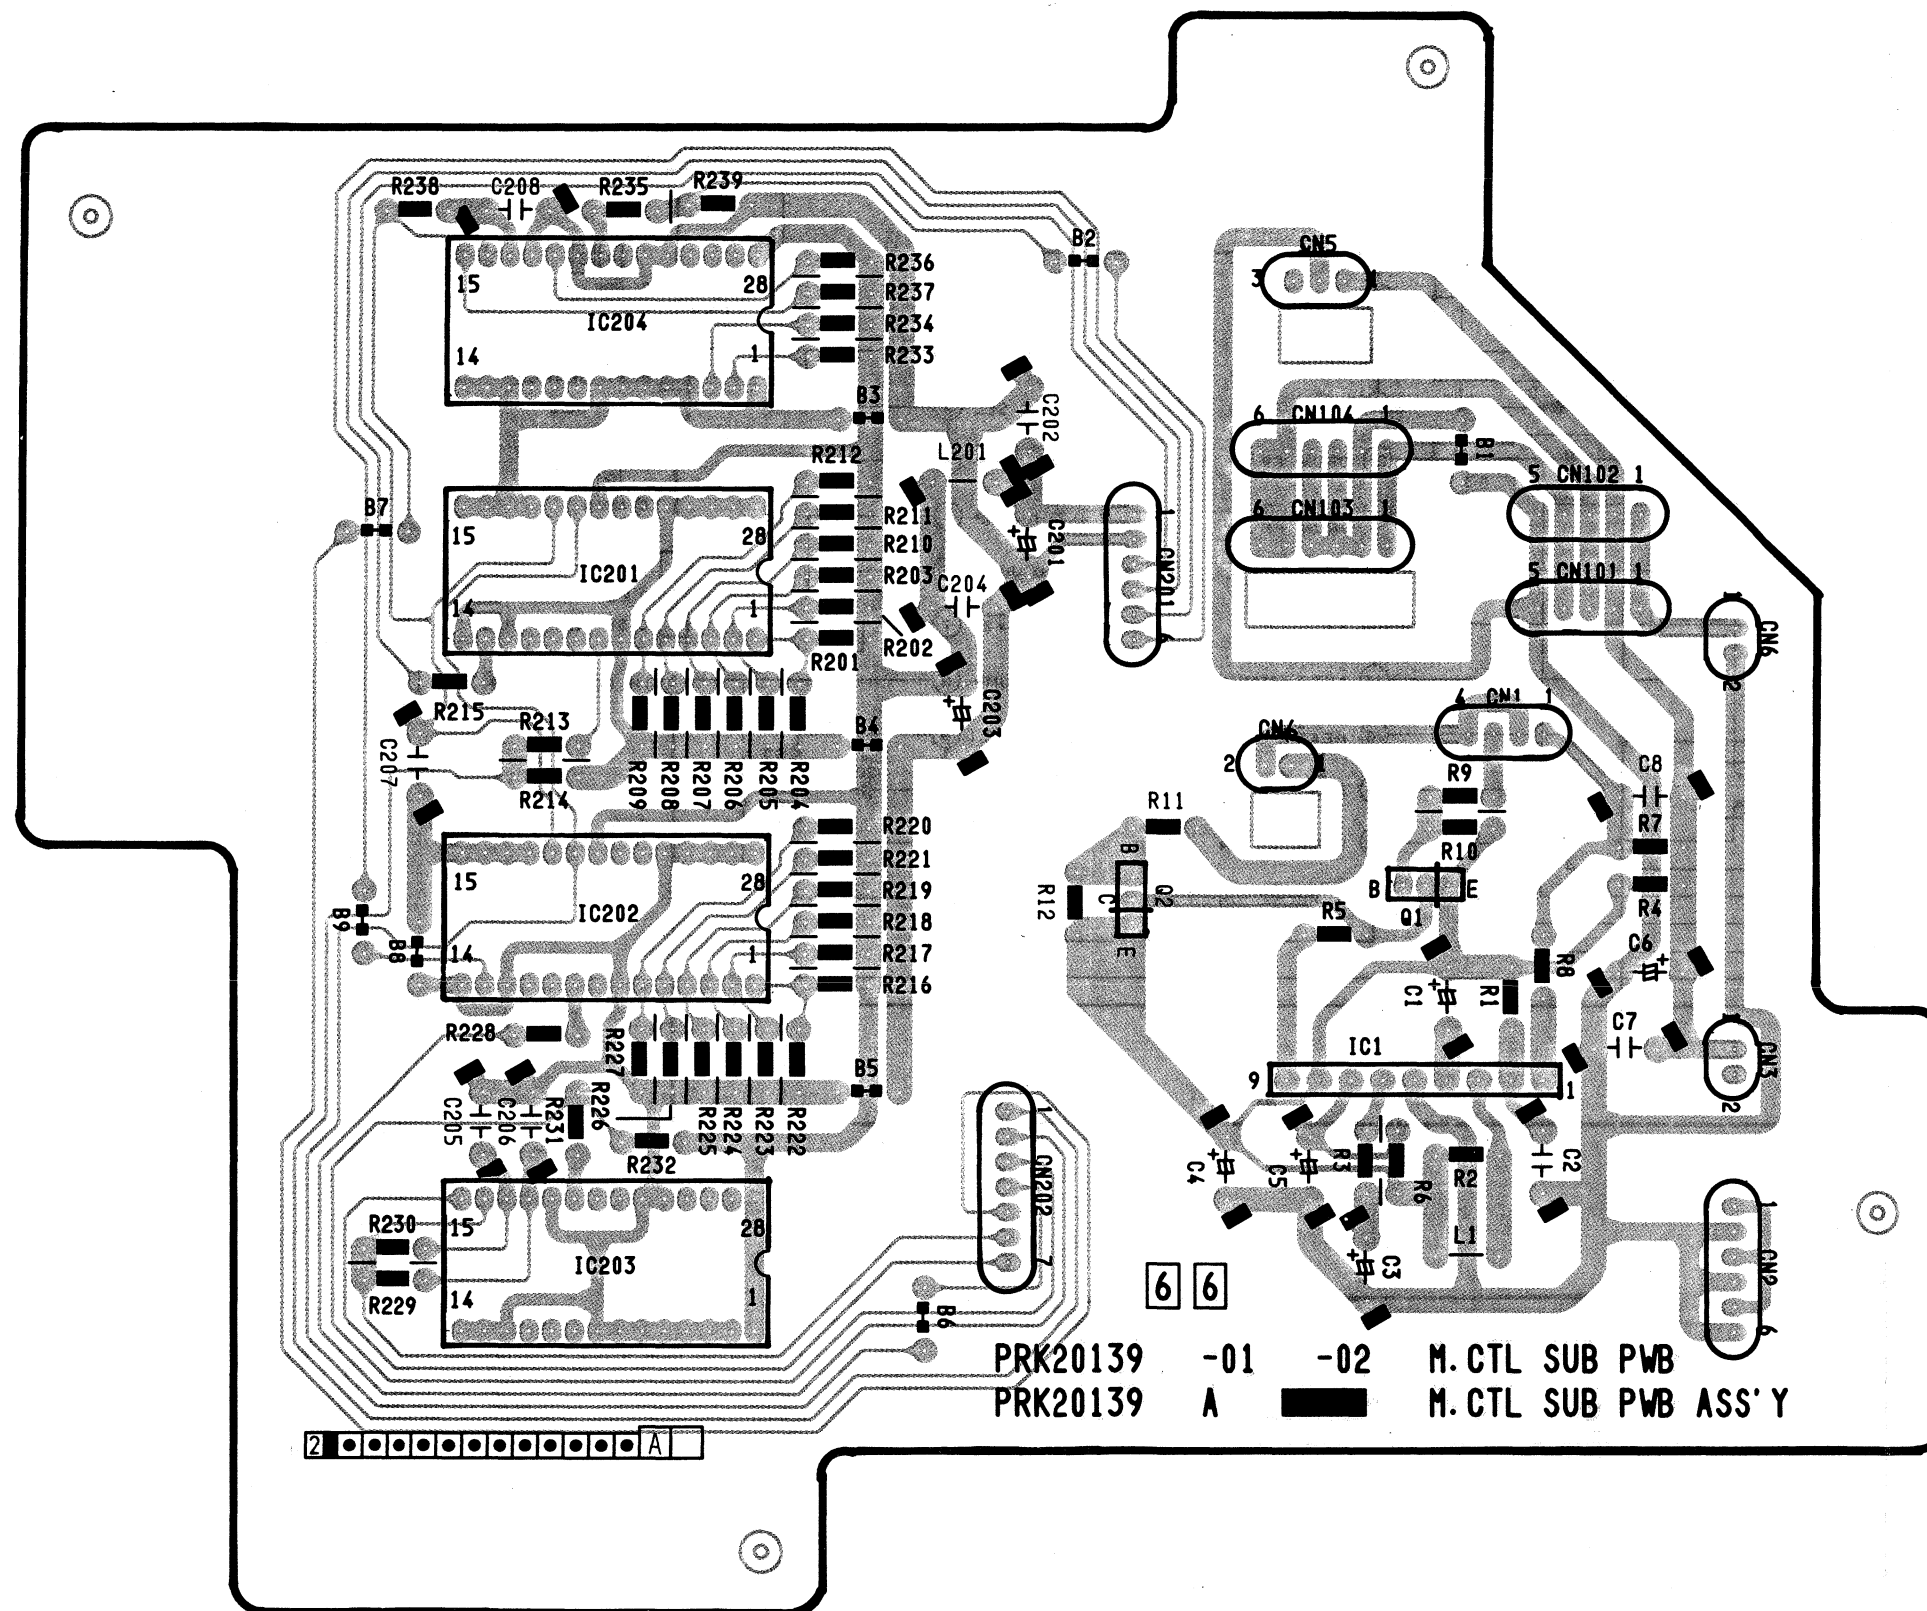 R238 C208 R235 R239
B2
CN5
3 1
R236
R237
R234
R233
15 28
IC204
14 1
B3
C202
6 CN104 1
B1
L201
R212
5 CN102 1
6 CN103 1
B7
15 28
IC201
14 1
R211
R210
R203
R202
R201
C201
C204
1
CN201
6
5 CN101 1
1
CN6
2
R215
R213
R214
C207
R209
R208
R207
R206
R205
R204
B4
C203
4 CN1 1
CN6
2 1
R9
R10
C8
R7
R4
R11
R220
R221
R219
R218
R217
R216
15 28
IC202
14 1
B9
B8
B
C
E
Q2
R12
B E
Q1
R5
C6
R8
C1
R1
C7
1
CN3
2
IC1
9 1
R228
R227
R226
B5
C205
C206
R231
R232
R225
R224
R223
R222
1
CN202
7
C4
C5
R3
R6
R2
C2
L1
C3
1
CN2
6
R230
R229
15 28
IC203
14 1
B6
6 6
PRK20139 -01 -02 M.CTL SUB PWB
PRK20139 A M.CTL SUB PWB ASS'Y
2 A